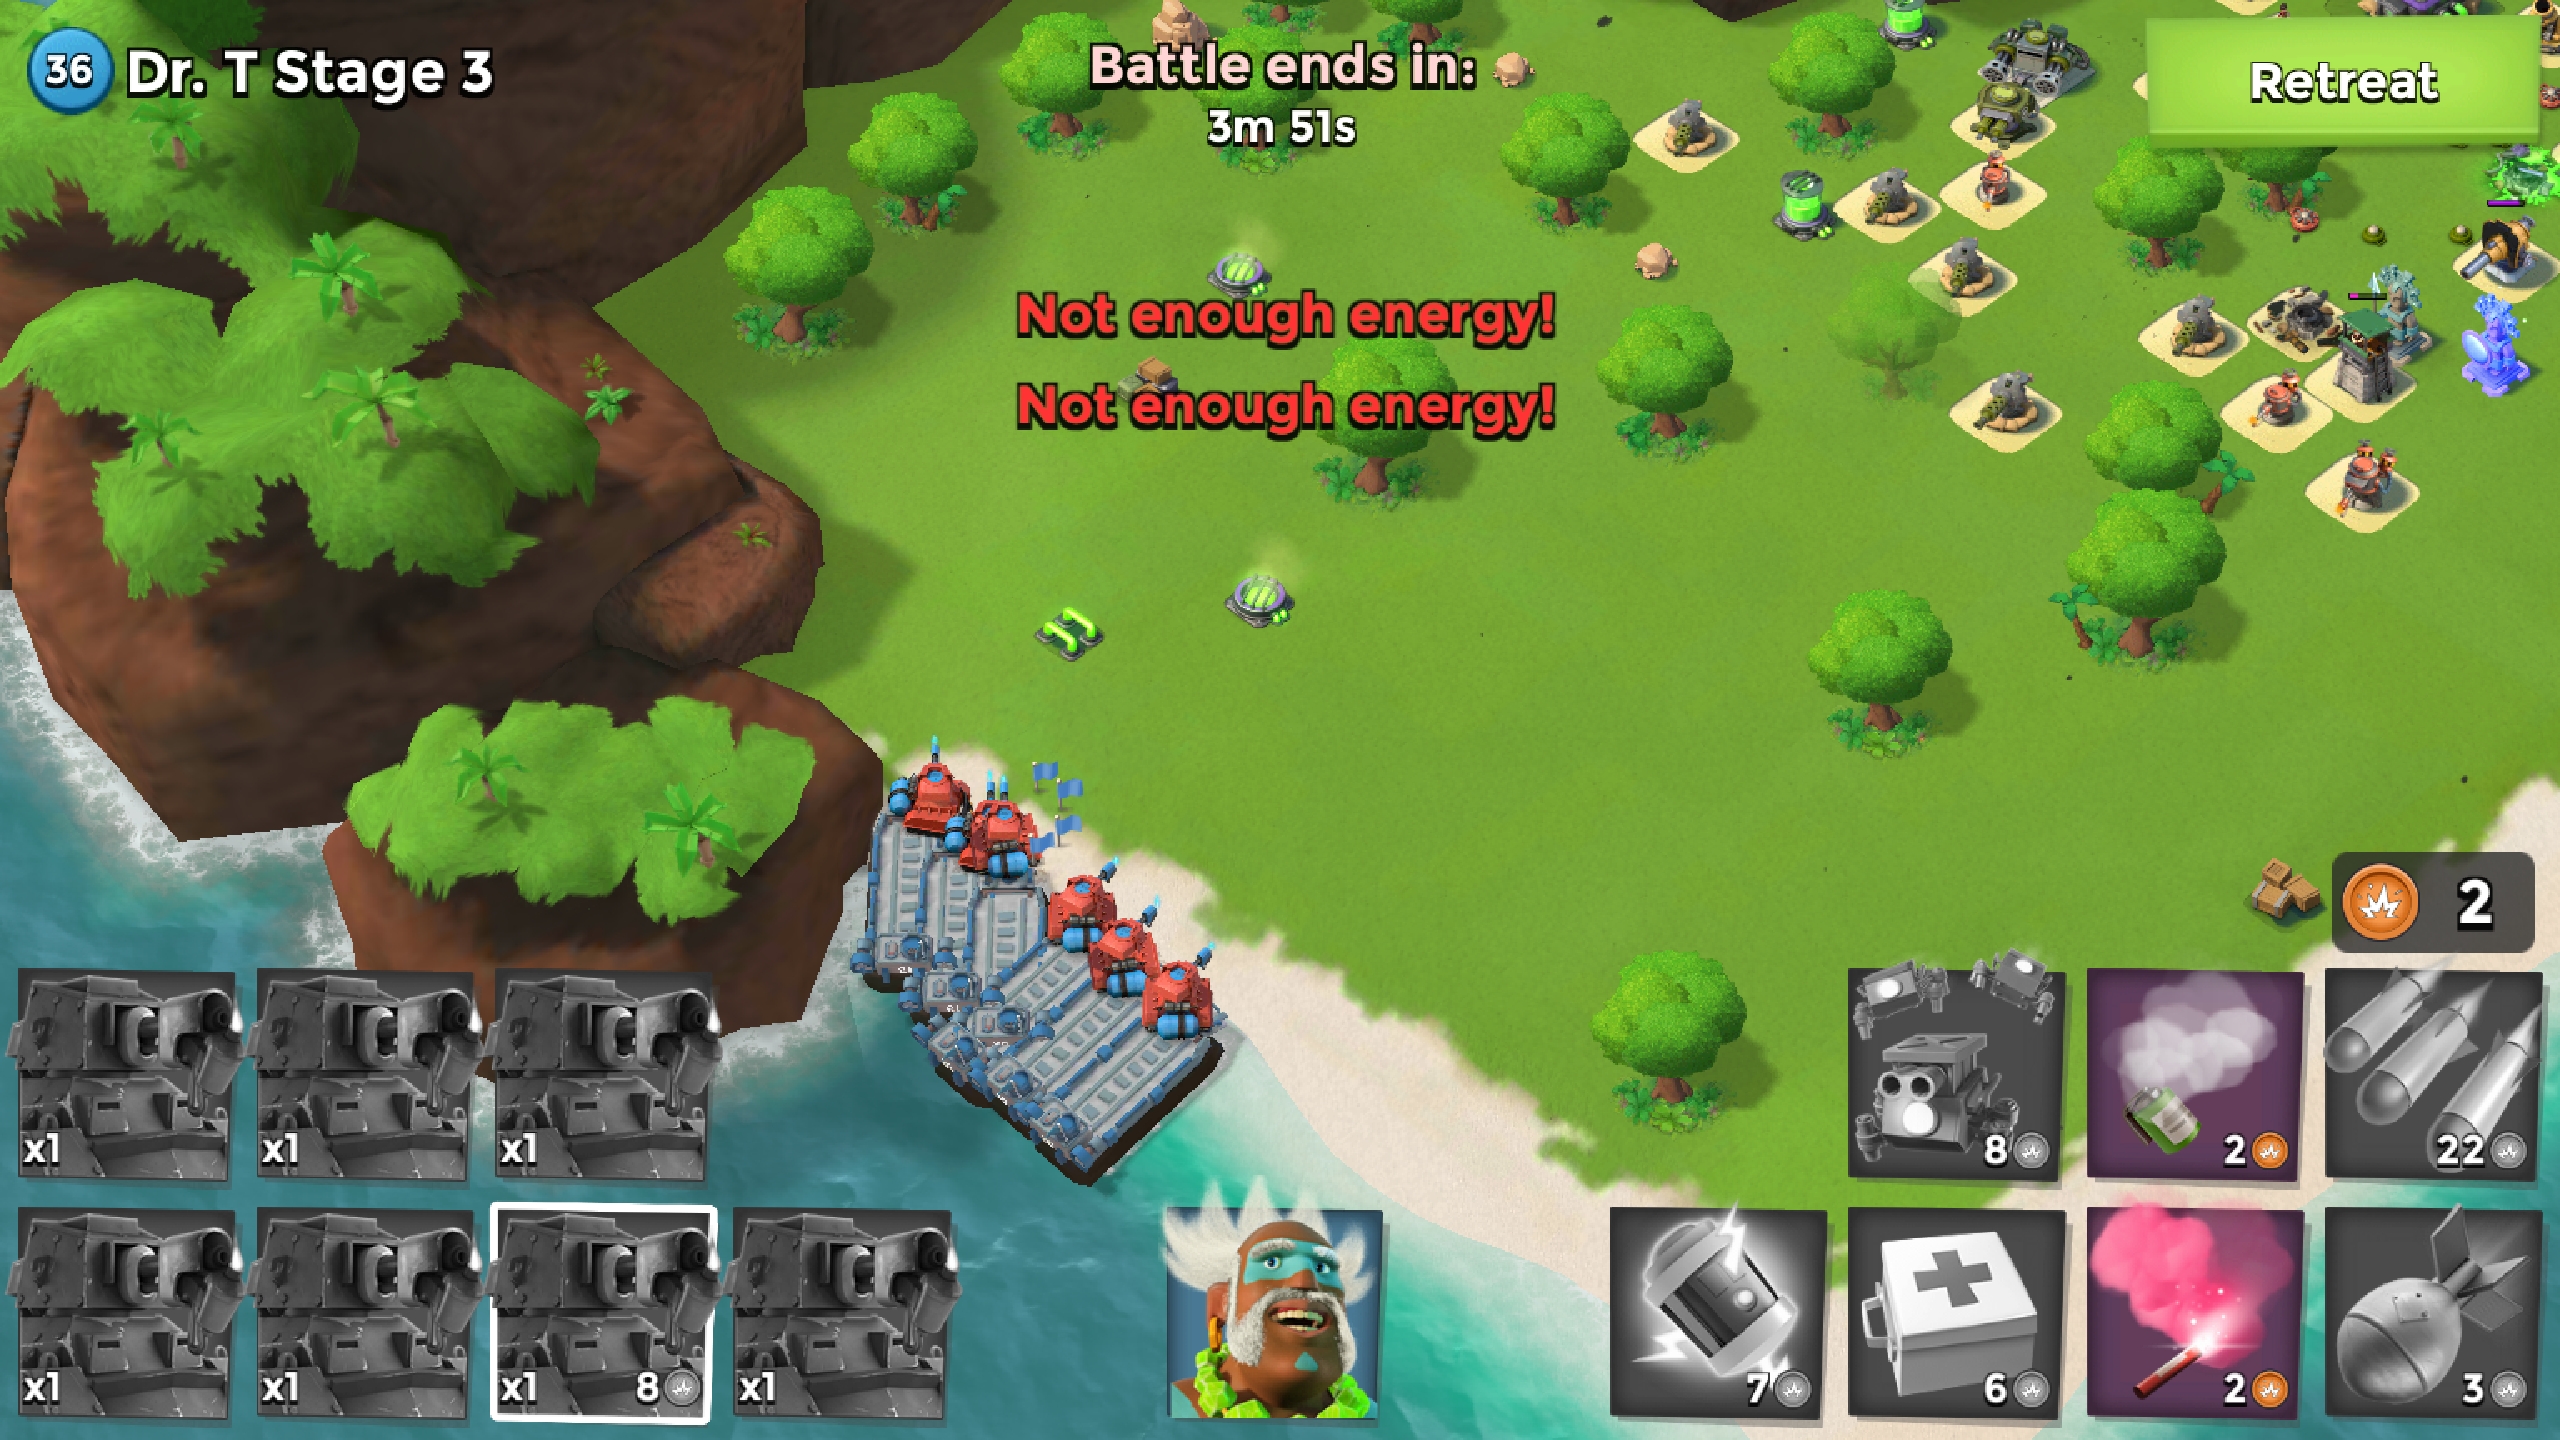 36 Dr. T Stage 3
Battle ends in:
3m 51s
Retreat
Not enough energy!
Not enough energy!
2
x1
x1
x1
8
2
22
x1
x1
x1
8
x1
7
6
2
3